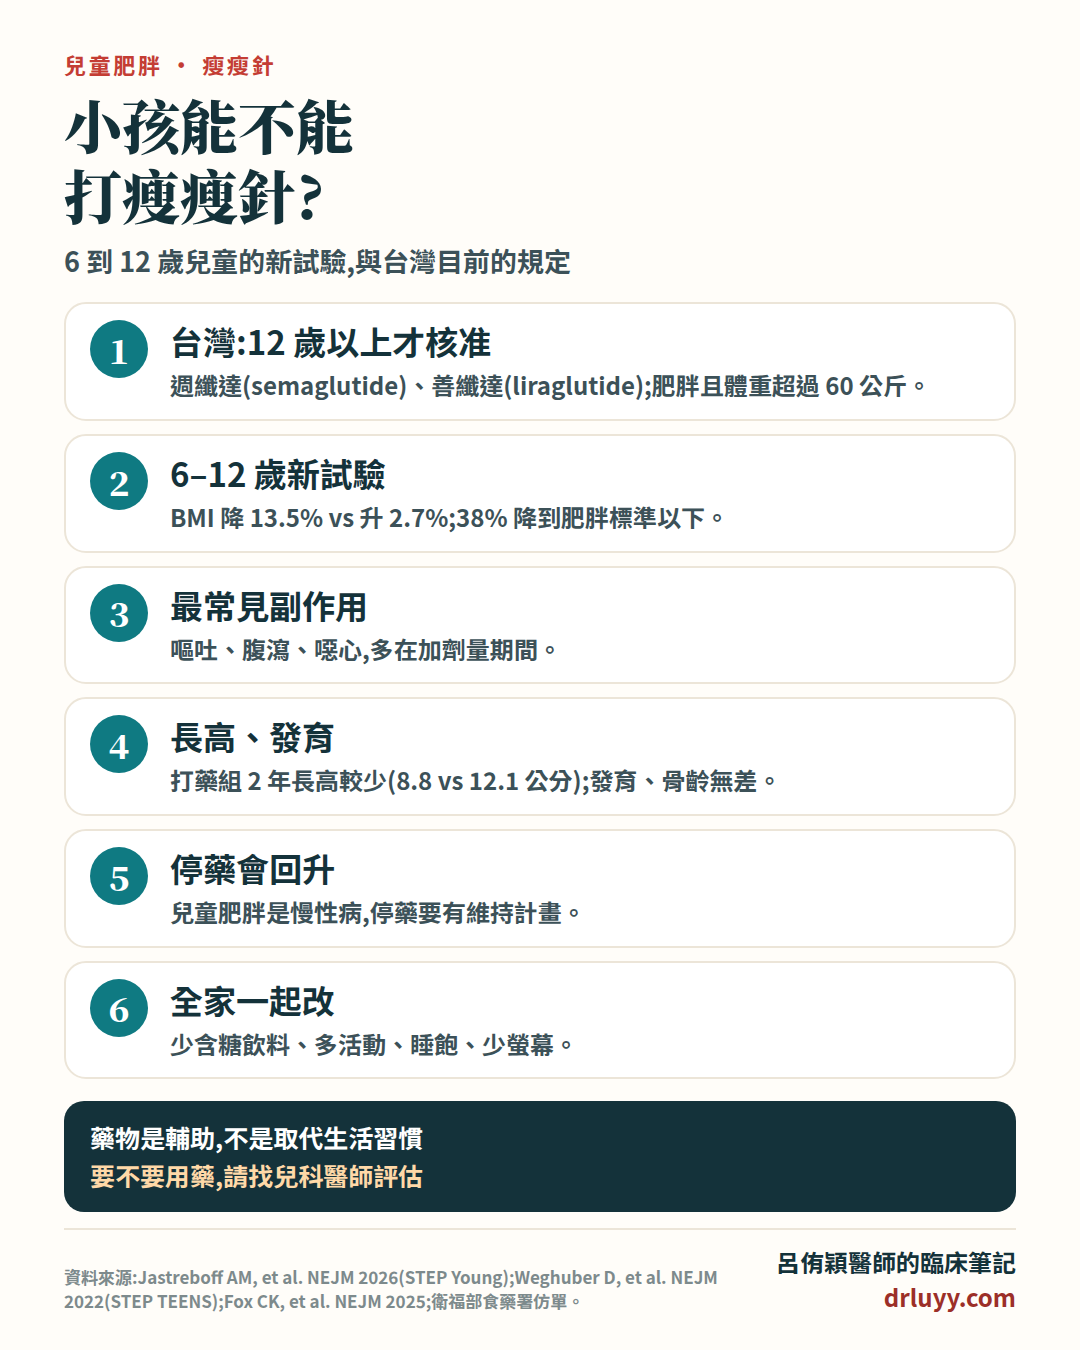 兒童肥胖 · 瘦瘦針
小孩能不能
打瘦瘦針?
6 到 12 歲兒童的新試驗,與台灣目前的規定
1
台灣:12 歲以上才核准
週纖達(semaglutide)、善纖達(liraglutide);肥胖且體重超過 60 公斤。
2
6–12 歲新試驗
BMI 降 13.5% vs 升 2.7%;38% 降到肥胖標準以下。
3
最常見副作用
嘔吐、腹瀉、噁心,多在加劑量期間。
4
長高、發育
打藥組 2 年長高較少(8.8 vs 12.1 公分);發育、骨齡無差。
5
停藥會回升
兒童肥胖是慢性病,停藥要有維持計畫。
6
全家一起改
少含糖飲料、多活動、睡飽、少螢幕。
藥物是輔助,不是取代生活習慣
要不要用藥,請找兒科醫師評估
資料來源:Jastreboff AM, et al. NEJM 2026(STEP Young);Weghuber D, et al. NEJM
2022(STEP TEENS);Fox CK, et al. NEJM 2025;衛福部食藥署仿單。
呂侑穎醫師的臨床筆記
drluyy.com